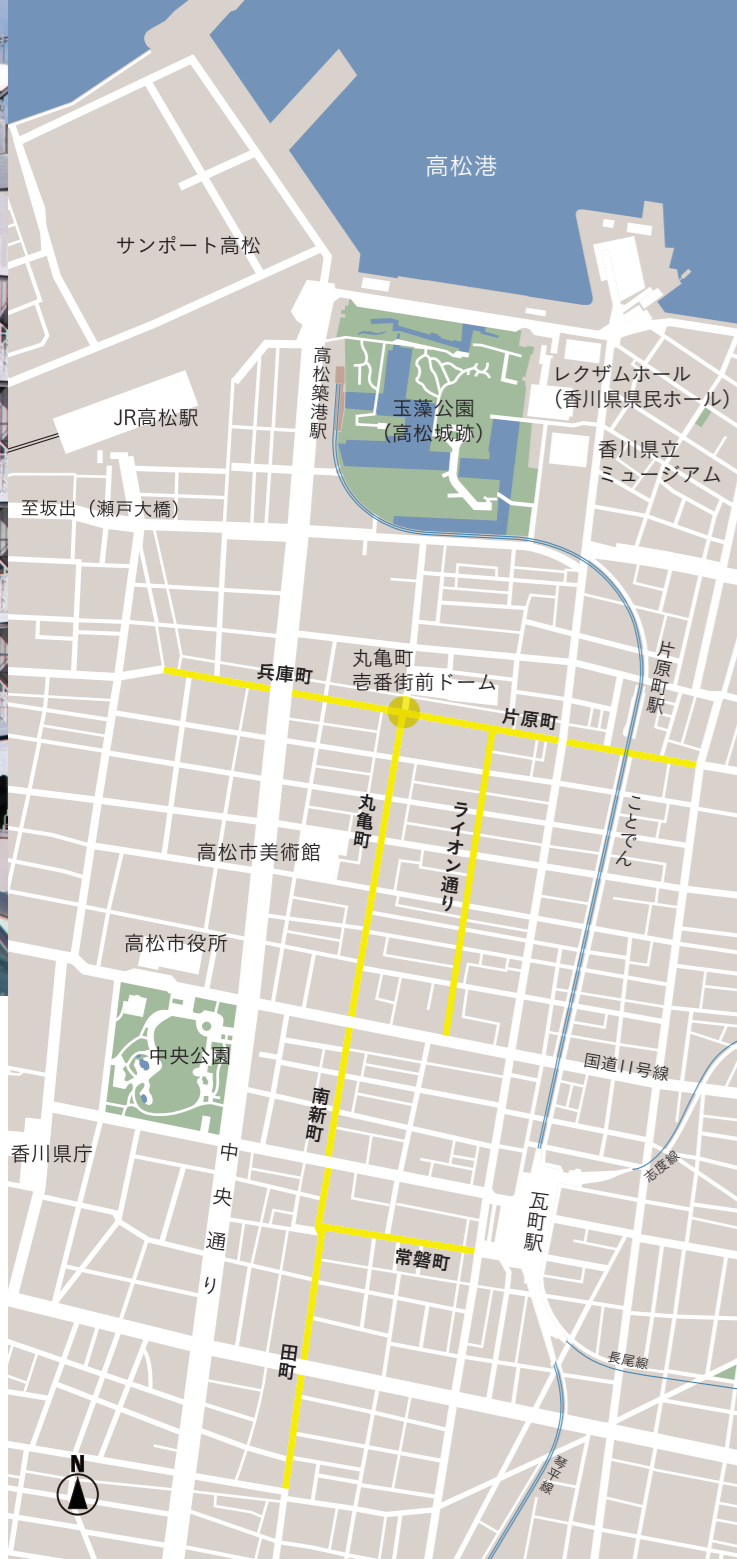 高松港
サンポート高松
高松築港駅
レクザムホール
（香川県県民ホール）
JR高松駅
玉藻公園
（高松城跡）
香川県立
ミュージアム
至坂出（瀬戸大橋）
片原町駅
丸亀町
壱番街前ドーム
兵庫町
片原町
丸亀町
ライオン通り
ことでん
高松市美術館
高松市役所
中央公園
国道11号線
南新町
香川県庁
中央通り
志度線
瓦町駅
常磐町
田町
長尾線
琴平線
N